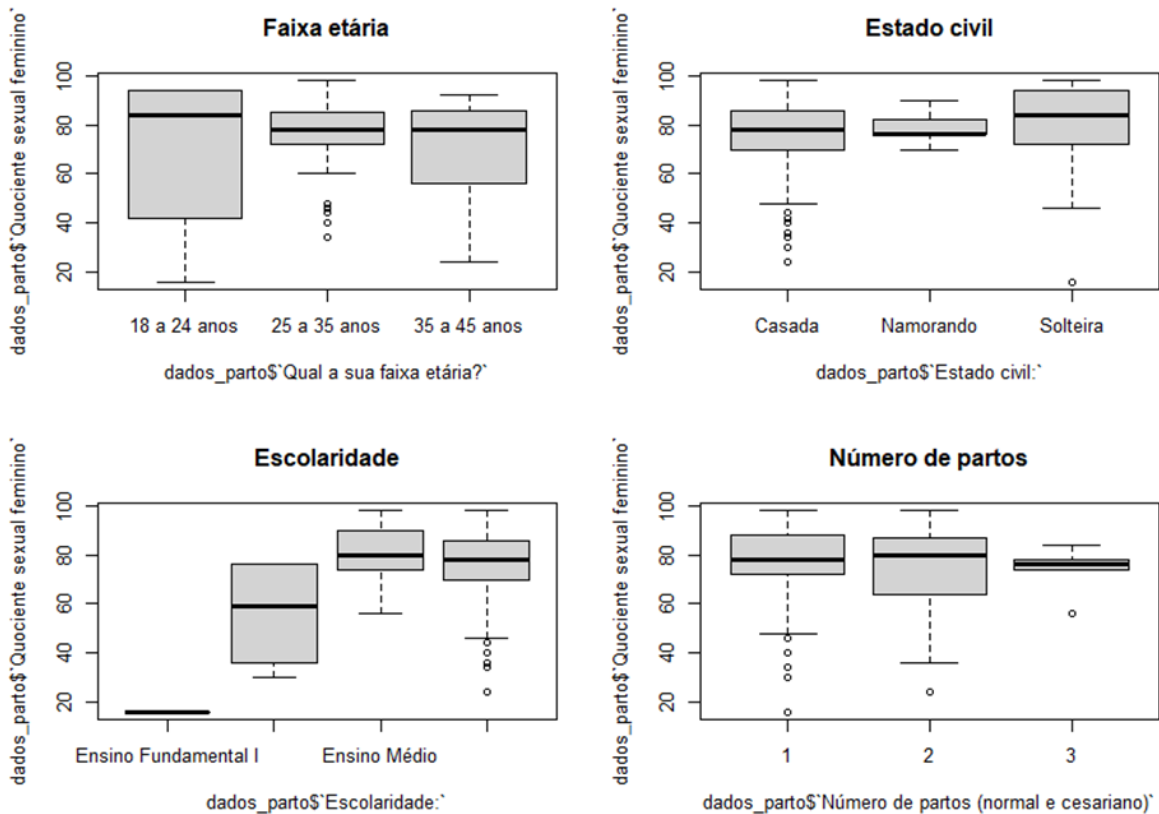 Faixa etária
dados_parto$`Quociente sexual feminino`
100
80
60
40
20
18 a 24 anos
25 a 35 anos
35 a 45 anos
dados_parto$`Qual a sua faixa etária?`
Estado civil
dados_parto$`Quociente sexual feminino`
100
80
60
40
20
Casada
Namorando
Solteira
dados_parto$`Estado civil:`
Escolaridade
dados_parto$`Quociente sexual feminino`
100
80
60
40
20
Ensino Fundamental I
Ensino Médio
dados_parto$`Escolaridade:`
Número de partos
dados_parto$`Quociente sexual feminino`
100
80
60
40
20
1
2
3
dados_parto$`Número de partos (normal e cesariano)`